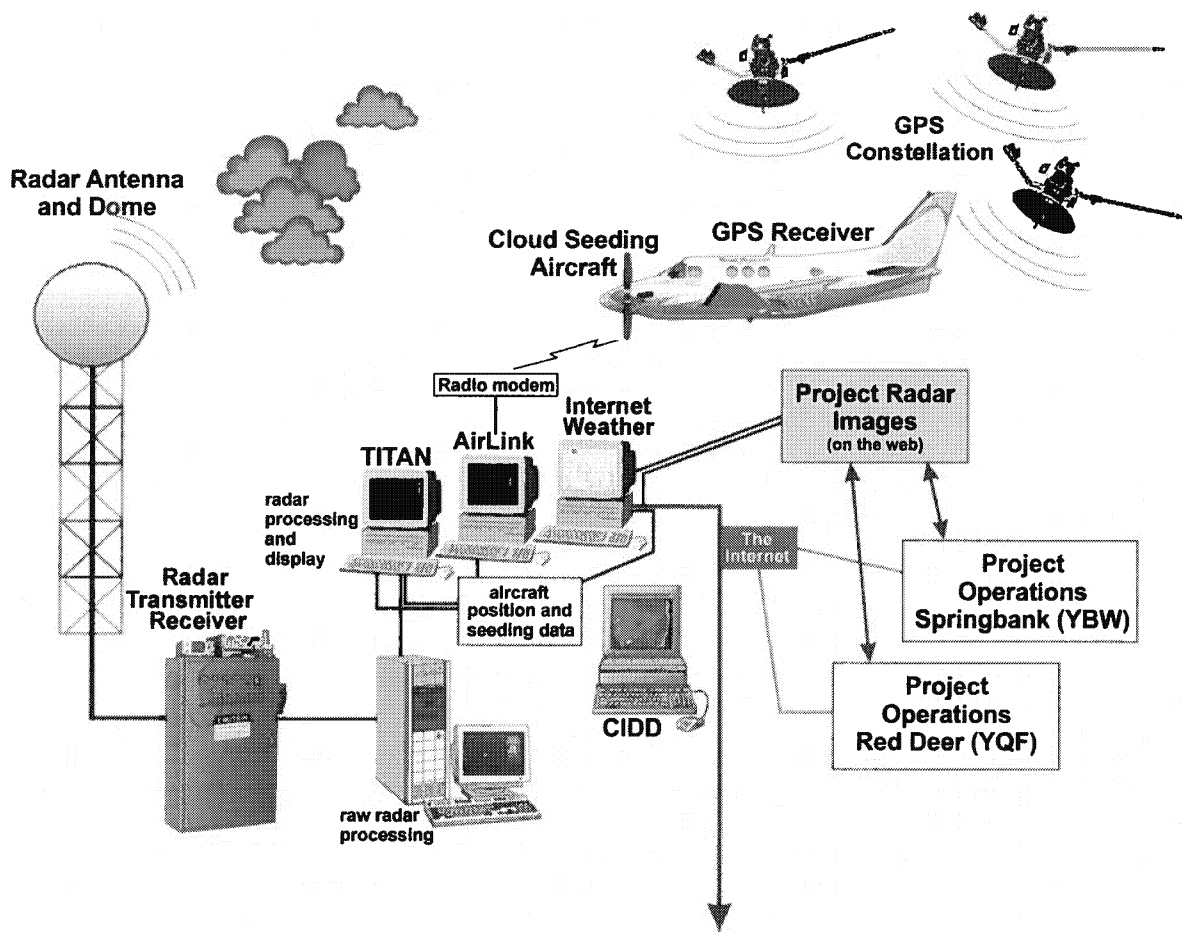 GPS
Constellation
Radar Antenna
and Dome
Cloud Seeding
Aircraft
GPS Receiver
Radio modem
Internet
Weather
Project Radar
Images
(on the web)
TITAN
AirLink
radar
processing
and
display
The
Internet
Project
Operations
Springbank (YBW)
Radar
Transmitter
Receiver
aircraft
position and
seeding data
Project
Operations
Red Deer (YQF)
CIDD
raw radar
processing